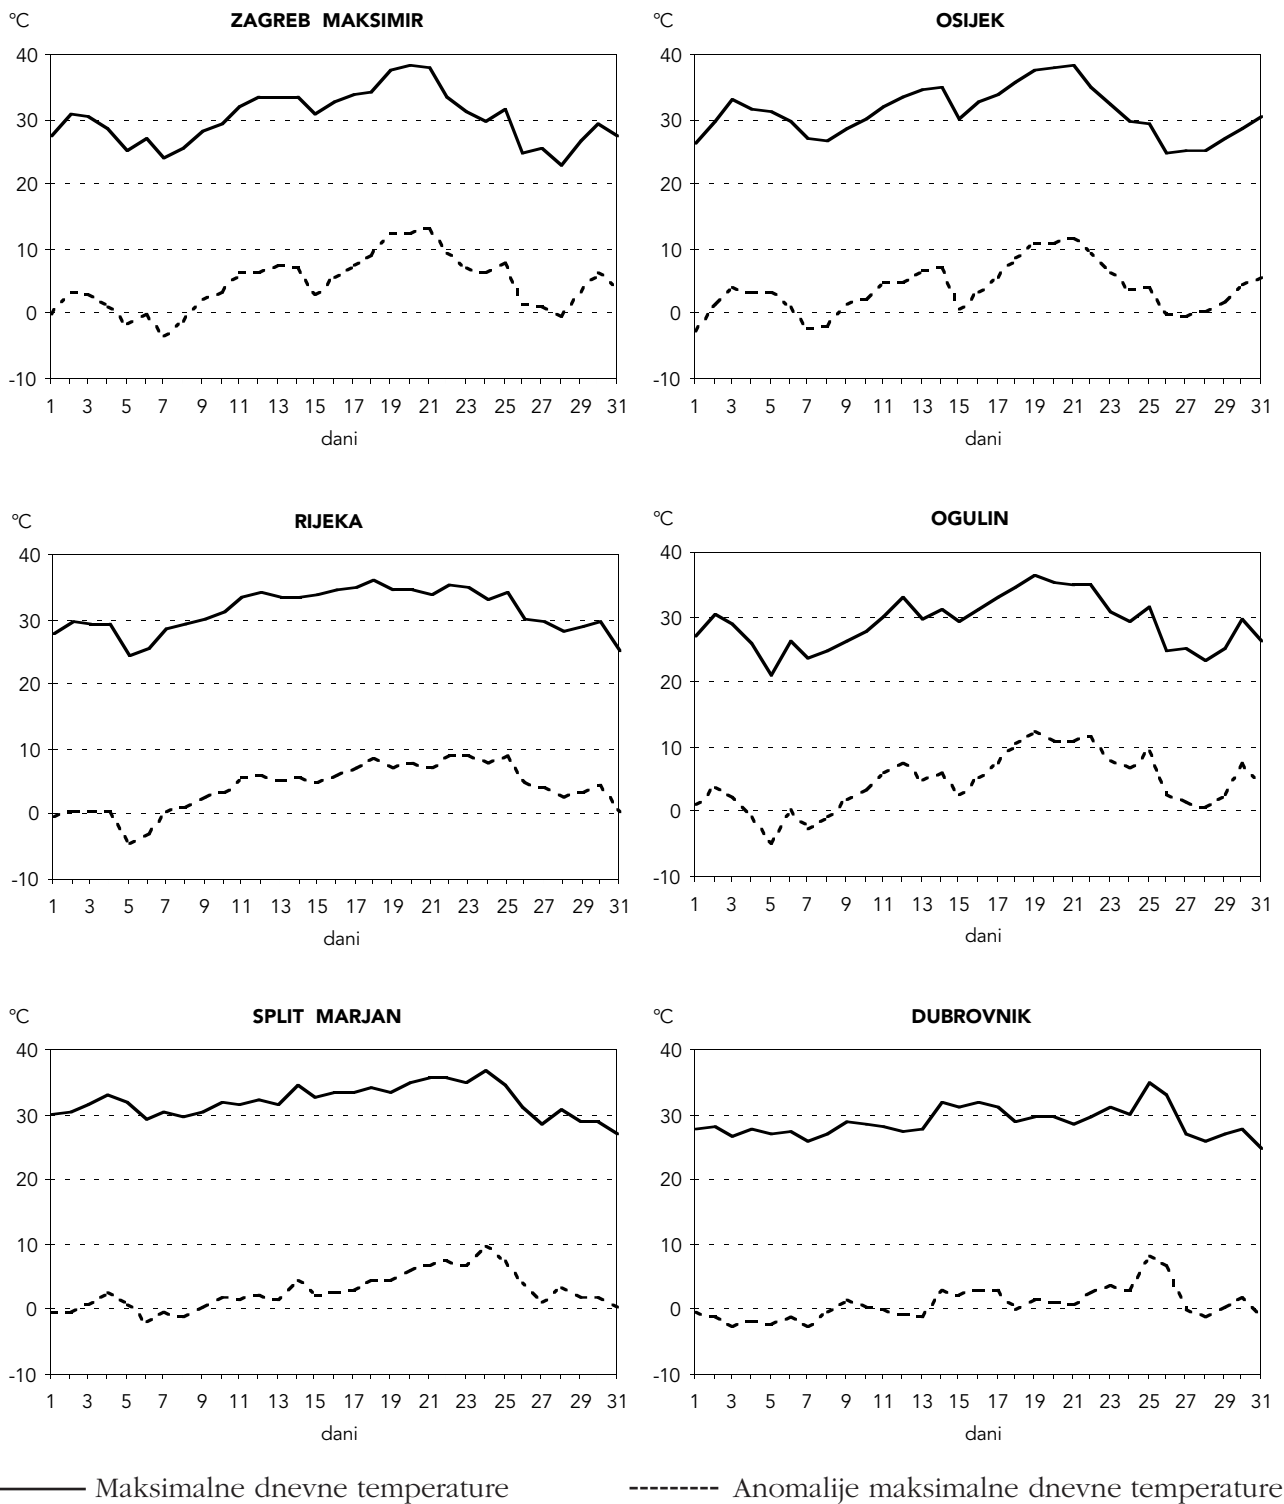 °C ZAGREB MAKSIMIR
40
30
20
10
0
-10
1 3 5 7 9 11 13 15 17 19 21 23 25 27 29 31
dani
°C OSIJEK
40
30
20
10
0
-10
1 3 5 7 9 11 13 15 17 19 21 23 25 27 29 31
dani
°C RIJEKA
40
30
20
10
0
-10
1 3 5 7 9 11 13 15 17 19 21 23 25 27 29 31
dani
°C OGULIN
40
30
20
10
0
-10
1 3 5 7 9 11 13 15 17 19 21 23 25 27 29 31
dani
°C SPLIT MARJAN
40
30
20
10
0
-10
1 3 5 7 9 11 13 15 17 19 21 23 25 27 29 31
dani
°C DUBROVNIK
40
30
20
10
0
-10
1 3 5 7 9 11 13 15 17 19 21 23 25 27 29 31
dani
Maksimalne dnevne temperature
Anomalije maksimalne dnevne temperature